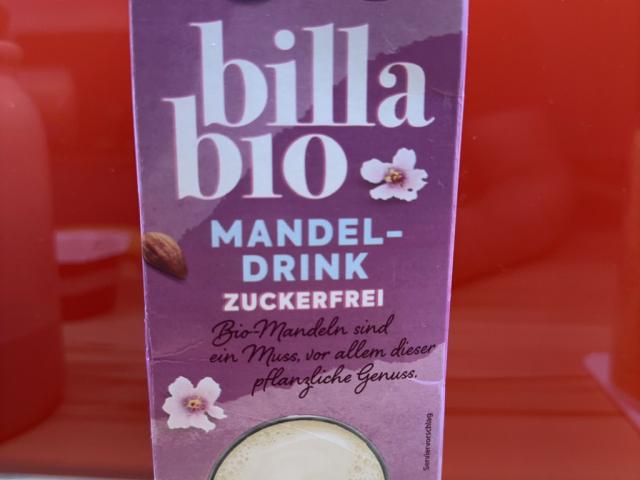 billa
bio
MANDEL-
DRINK
ZUCKERFREI
Bio-Mandeln sind
ein Muss, vor allem dieser
pflanzliche Genuss.
Serviervorschlag